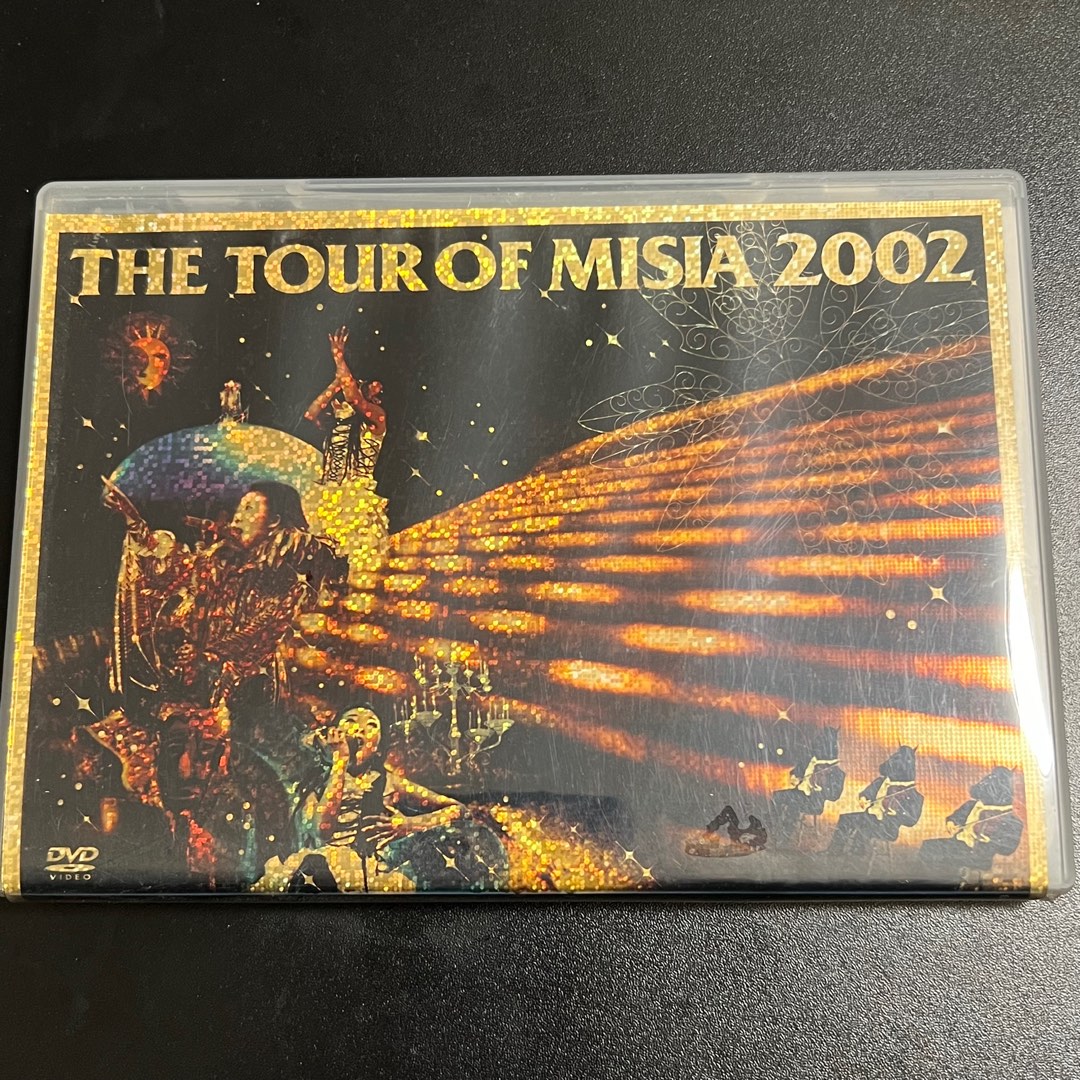 THE TOUR OF MISIA 2002
DVD
VIDEO